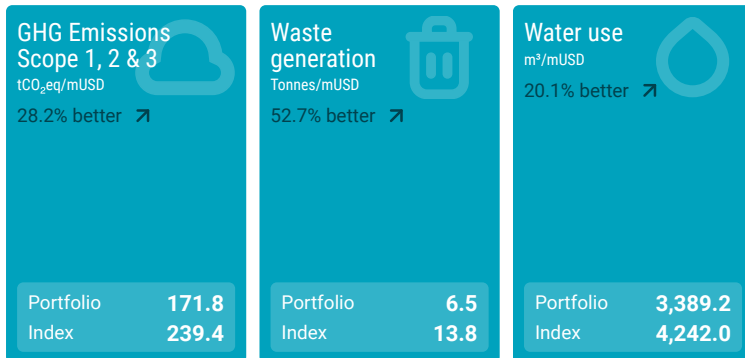 GHG Emissions
Scope 1, 2 & 3
tCO₂eq/mUSD
28.2% better
Portfolio 171.8
Index 239.4
Waste
generation
Tonnes/mUSD
52.7% better
Portfolio 6.5
Index 13.8
Water use
m³/mUSD
20.1% better
Portfolio 3,389.2
Index 4,242.0